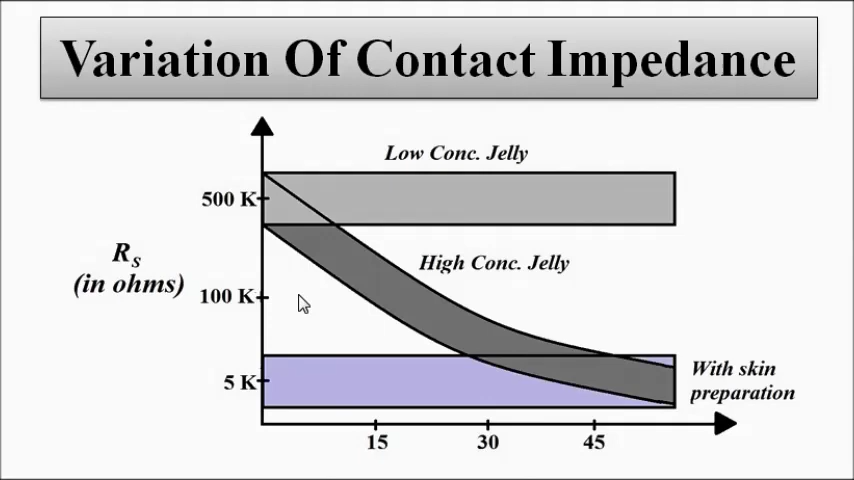 Variation Of Contact Impedance
Low Conc. Jelly
500 K
High Conc. Jelly
Rs
(in ohms)
100 K
With skin
preparation
5 K
15 30 45